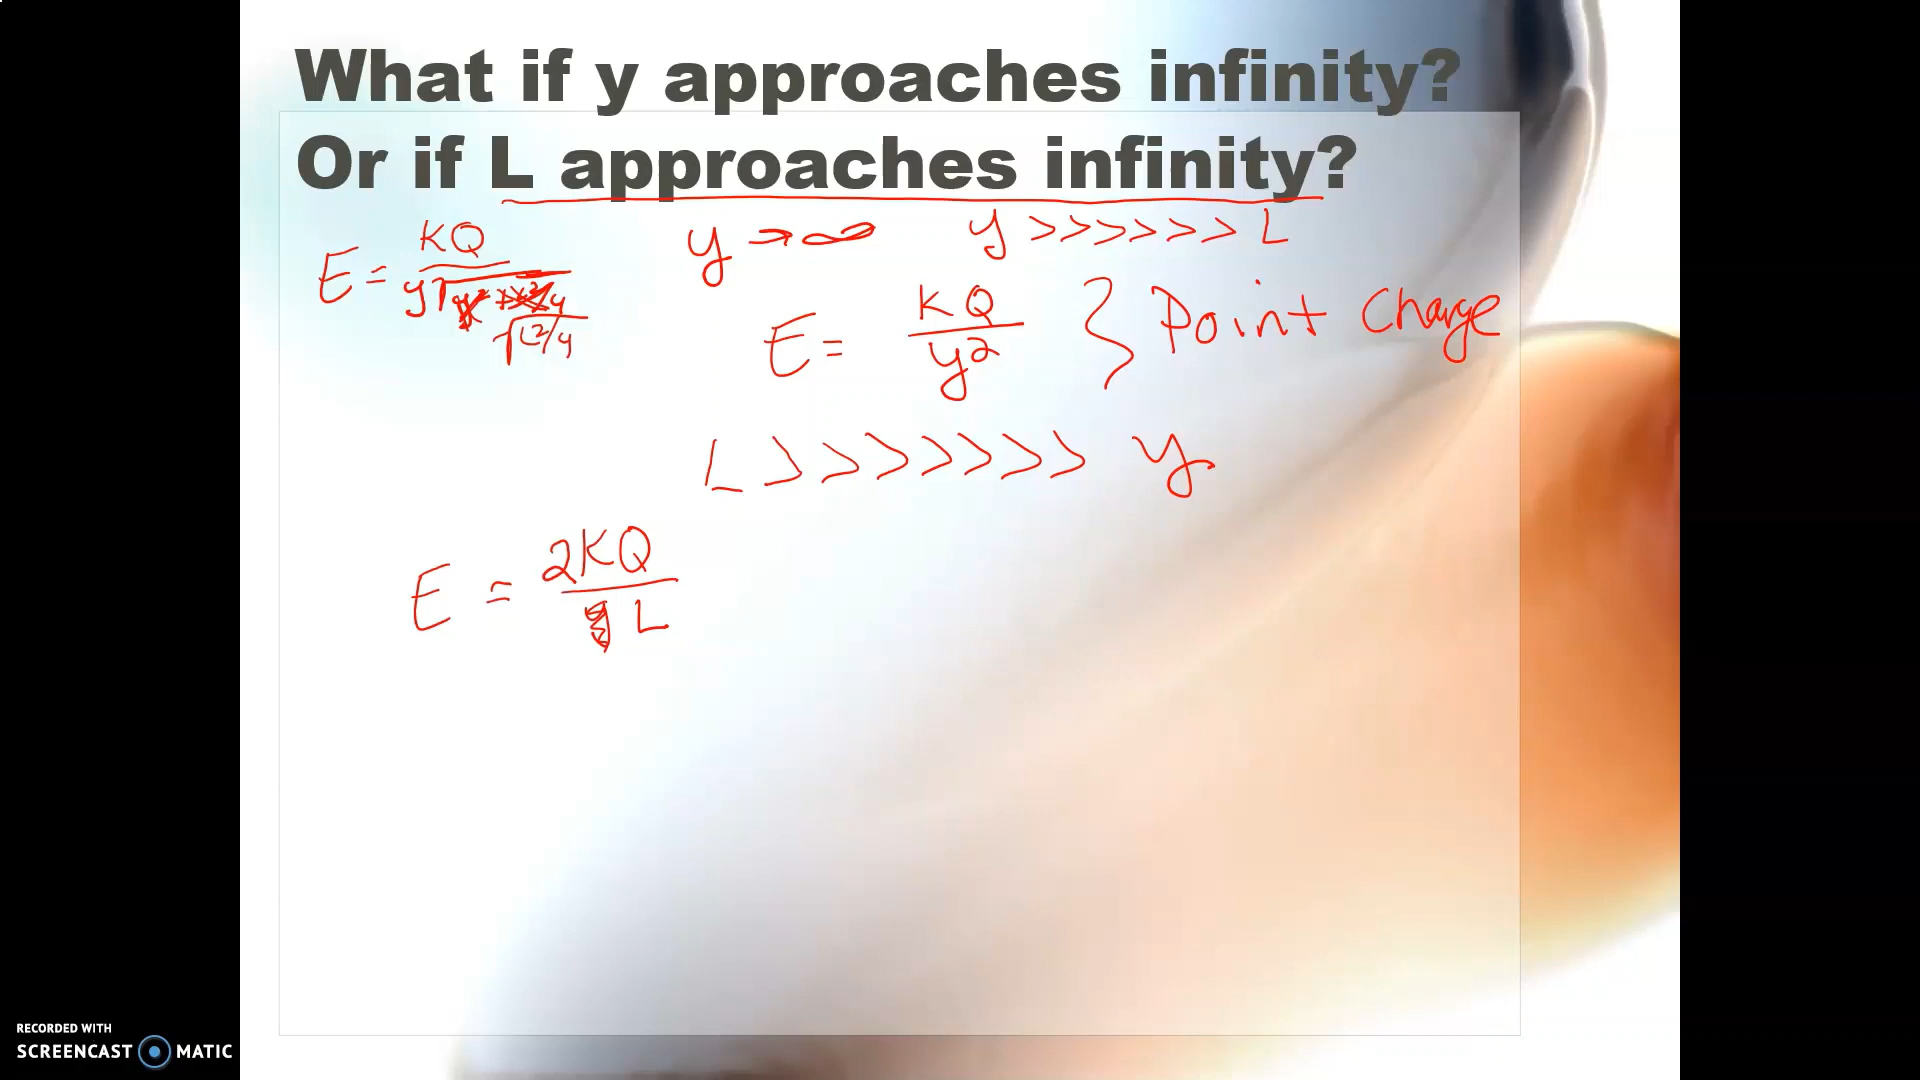 What if y approaches infinity?
Or if L approaches infinity?
E = KQ / y√
√L²/4
y → ∞
y >>>>>>> L
E = KQ / y² } Point Charge
L >>>>>>>> y
E = 2KQ / y L
RECORDED WITH
SCREENCAST MATIC